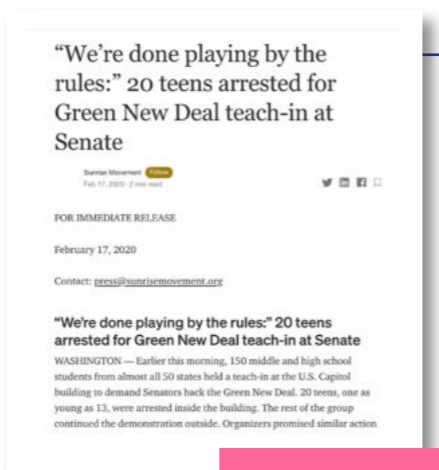 “We’re done playing by the
rules:” 20 teens arrested for
Green New Deal teach-in at
Senate
Sunrise Movement Follow
Feb 17, 2020 · 2 min read
FOR IMMEDIATE RELEASE
February 17, 2020
Contact: press@sunrisemovement.org
“We’re done playing by the rules:” 20 teens
arrested for Green New Deal teach-in at Senate
WASHINGTON — Earlier this morning, 150 middle and high school
students from almost all 50 states held a teach-in at the U.S. Capitol
building to demand Senators back the Green New Deal. 20 teens, one as
young as 13, were arrested inside the building. The rest of the group
continued the demonstration outside. Organizers promised similar action